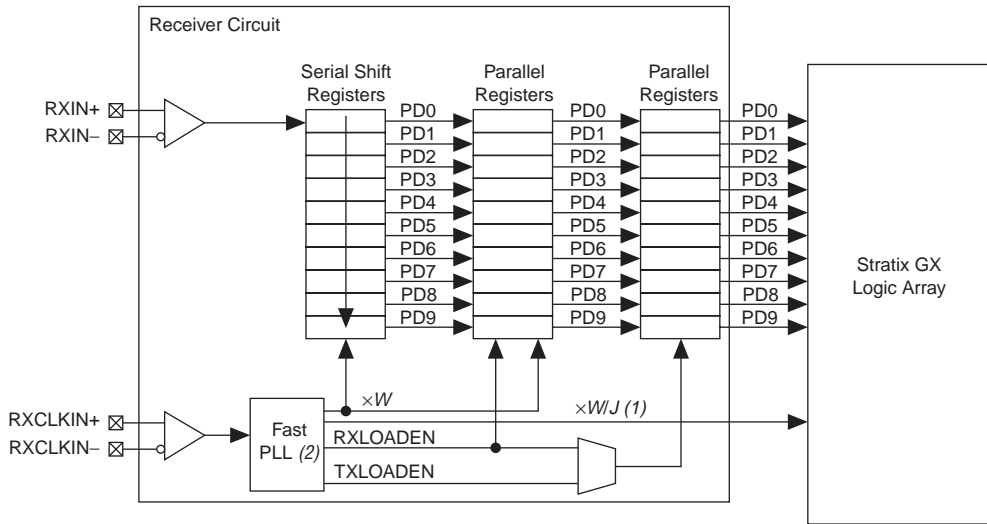 Receiver Circuit
Serial Shift
Registers
Parallel
Registers
Parallel
Registers
RXIN+
RXIN–
PD0 PD0 PD0
PD1 PD1 PD1
PD2 PD2 PD2
PD3 PD3 PD3
PD4 PD4 PD4
PD5 PD5 PD5
PD6 PD6 PD6
PD7 PD7 PD7
PD8 PD8 PD8
PD9 PD9 PD9
Stratix GX
Logic Array
×W
×W/J (1)
RXCLKIN+
RXCLKIN–
Fast
PLL (2)
RXLOADEN
TXLOADEN